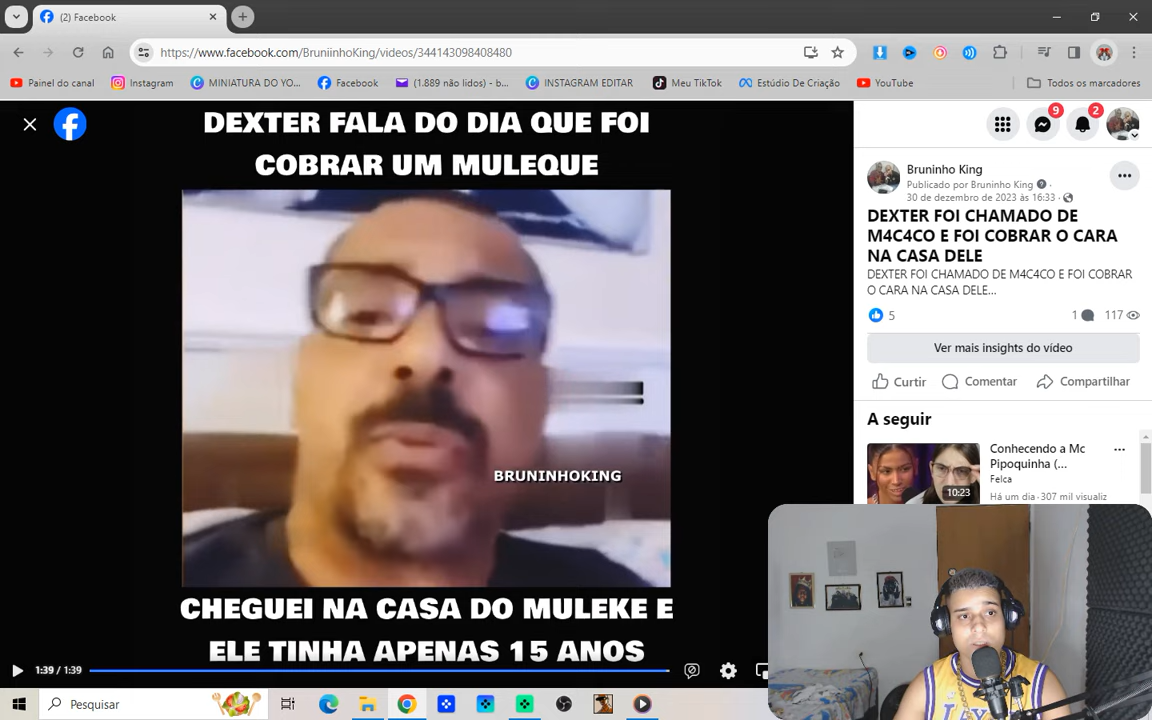 (2) Facebook
https://www.facebook.com/BruniinhoKing/videos/344143098408480
Painel do canal
Instagram
MINIATURA DO YO...
Facebook
(1.889 não lidos) - b...
INSTAGRAM EDITAR
Meu TikTok
Estúdio De Criação
YouTube
Todos os marcadores
DEXTER FALA DO DIA QUE FOI
COBRAR UM MULEQUE
BRUNINHOKING
CHEGUEI NA CASA DO MULEKE E
ELE TINHA APENAS 15 ANOS
1:39 / 1:39
9
2
Bruninho King
Publicado por Bruninho King
30 de dezembro de 2023 às 16:33 ·
DEXTER FOI CHAMADO DE
M4C4CO E FOI COBRAR O CARA
NA CASA DELE
DEXTER FOI CHAMADO DE M4C4CO E FOI COBRAR
O CARA NA CASA DELE...
5
1
117
Ver mais insights do vídeo
Curtir
Comentar
Compartilhar
A seguir
10:23
Conhecendo a Mc
Pipoquinha (...
Felca
Há um dia · 307 mil visualiz
Pesquisar